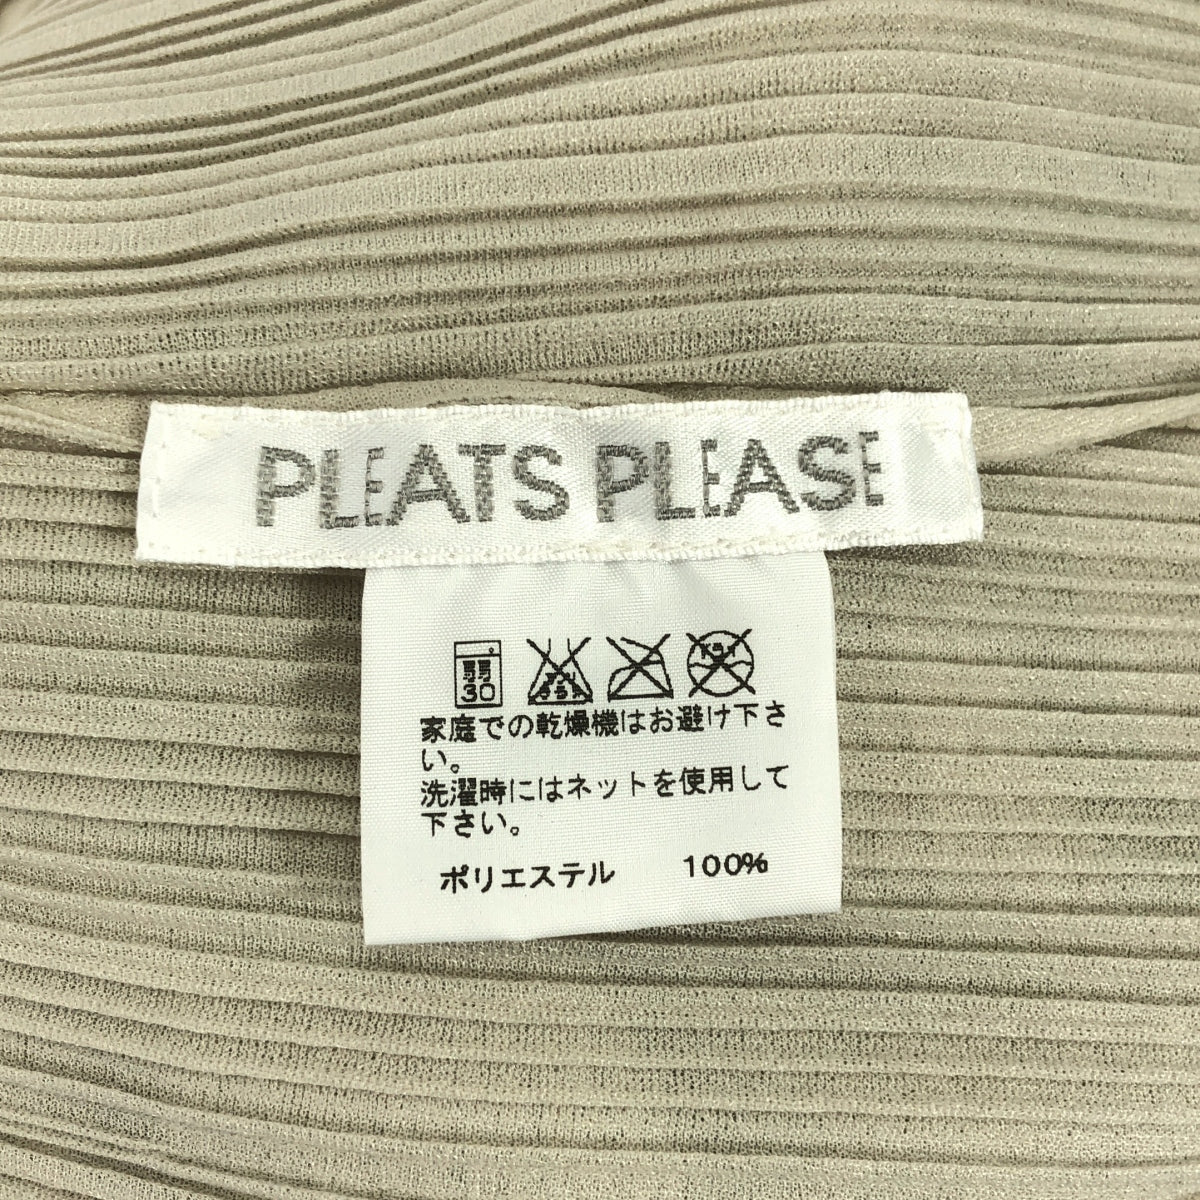 PLEATS PLEASE
弱
30
家庭での乾燥機はお避け下さ
い。
洗濯時にはネットを使用して
下さい。
ポリエステル 100%